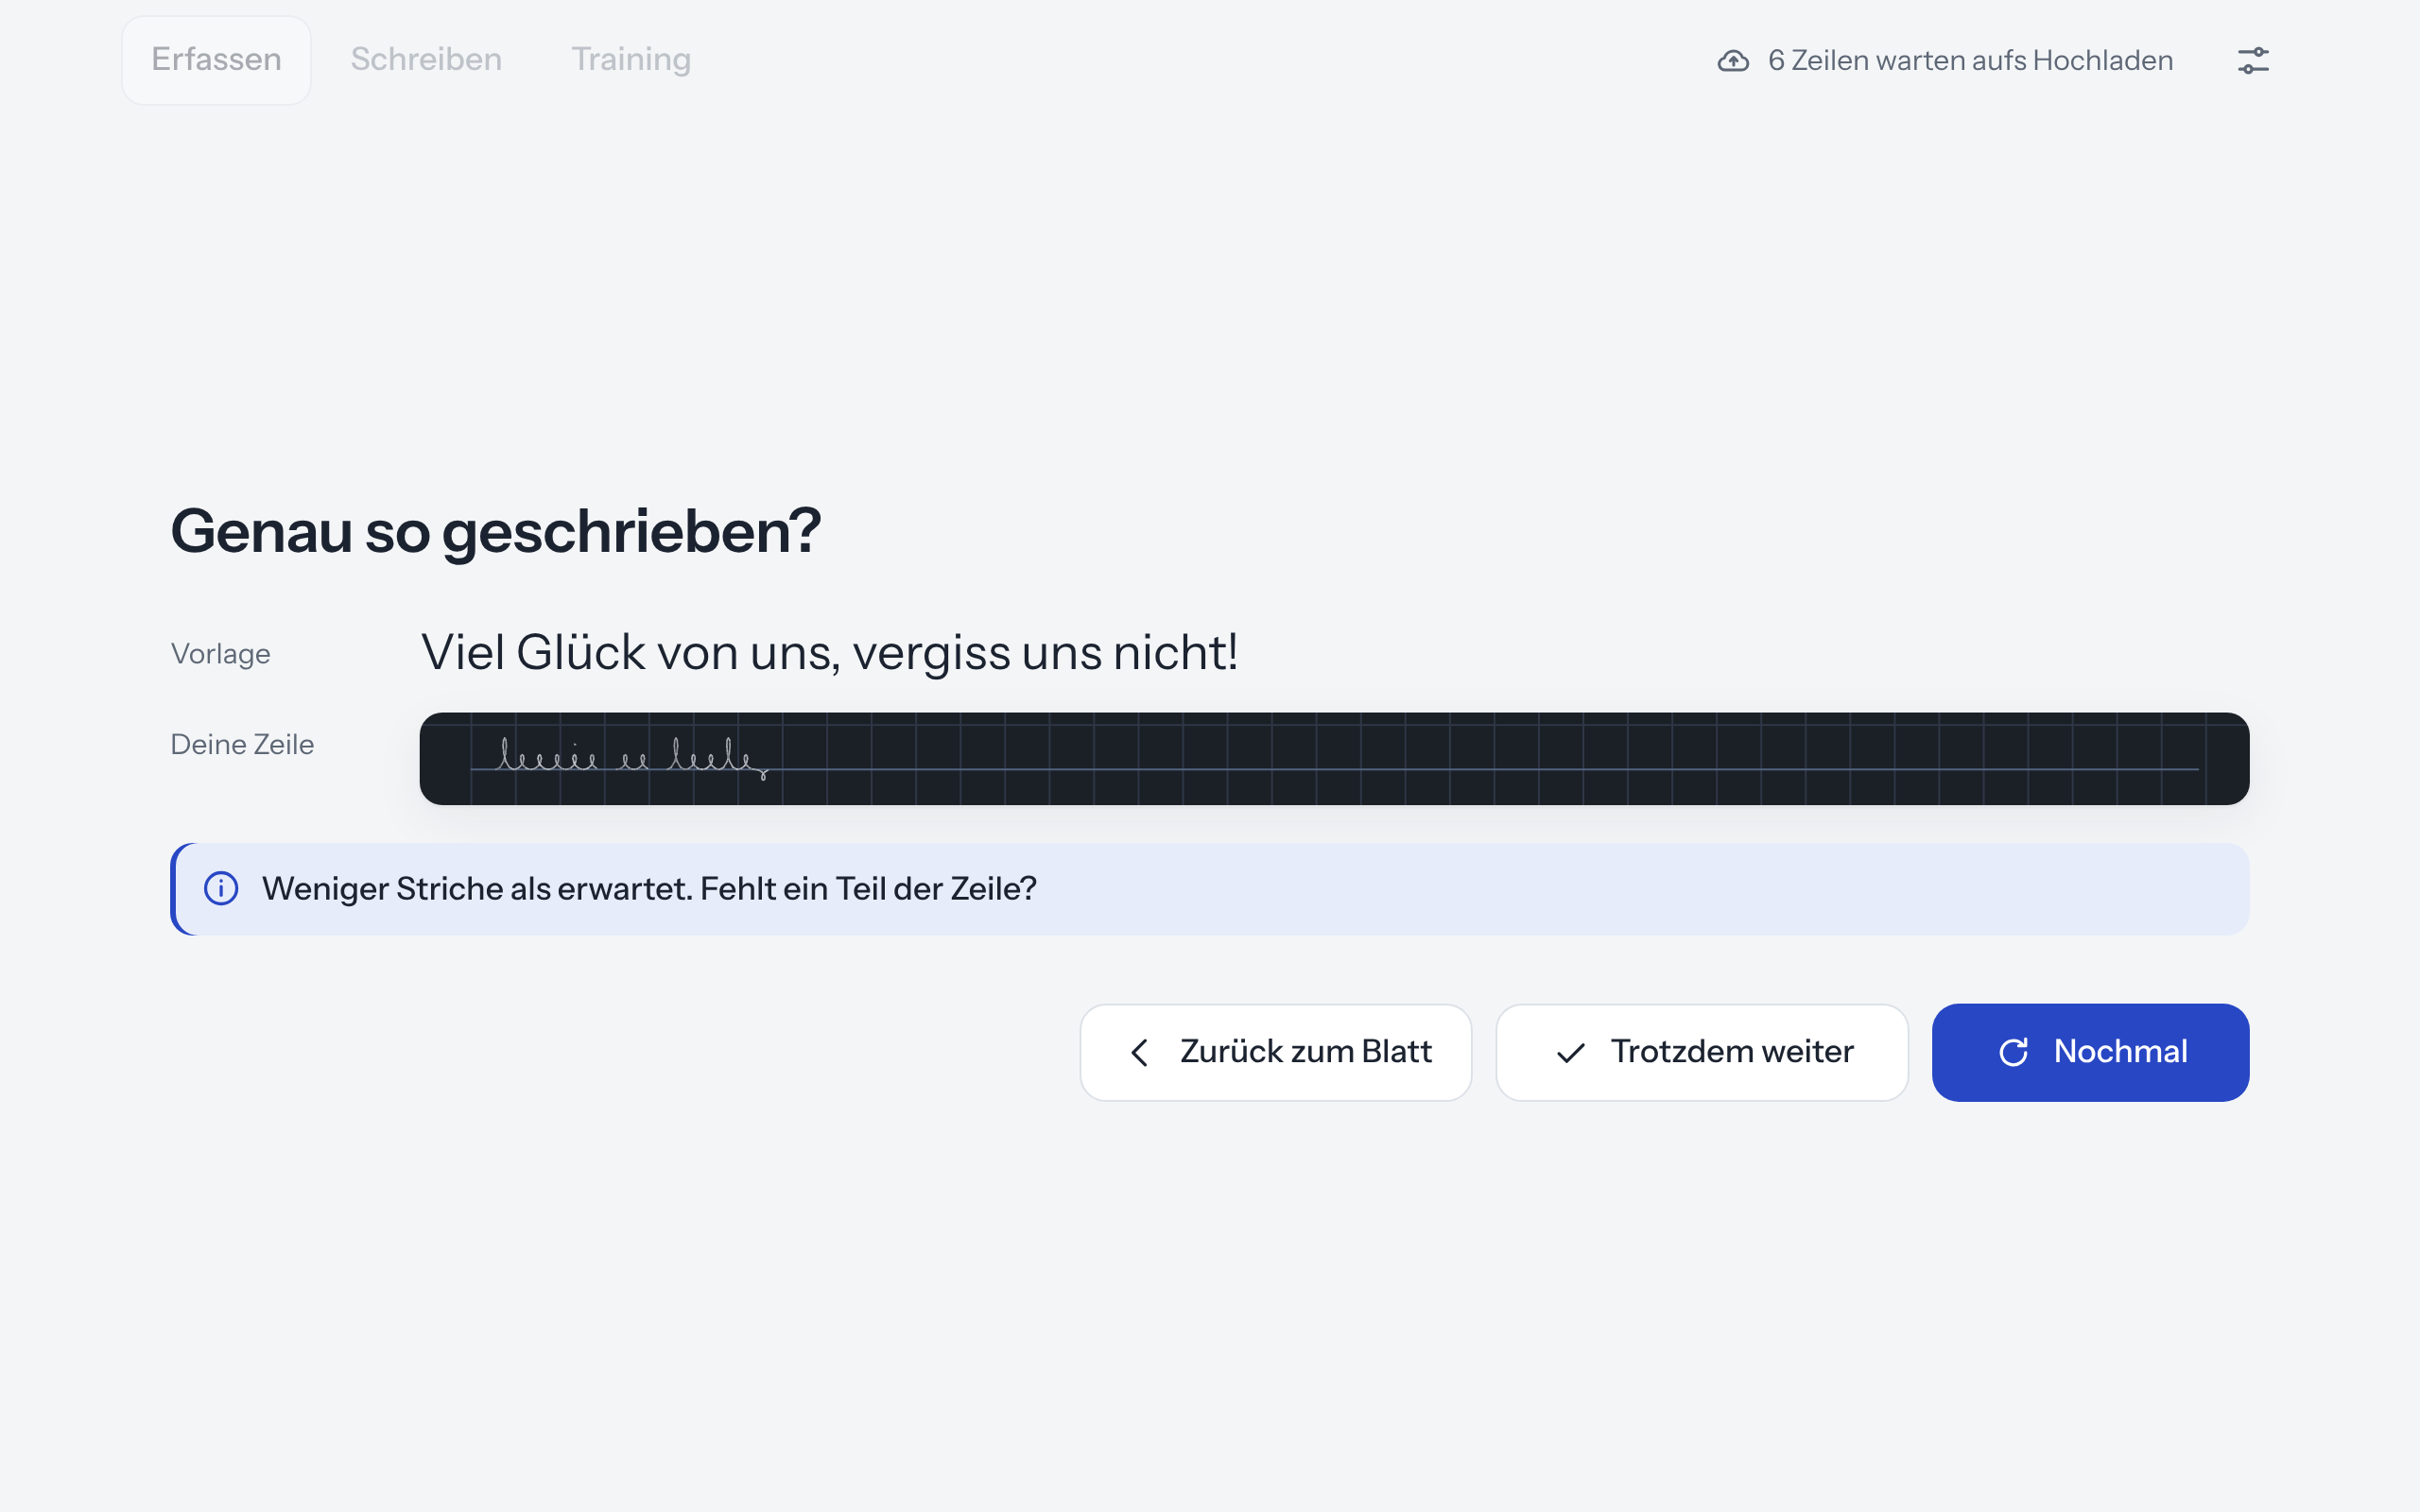 Erfassen Schreiben Training 6 Zeilen warten aufs Hochladen
Genau so geschrieben?
Vorlage Viel Glück von uns, vergiss uns nicht!
Deine Zeile
Weniger Striche als erwartet. Fehlt ein Teil der Zeile?
Zurück zum Blatt Trotzdem weiter Nochmal